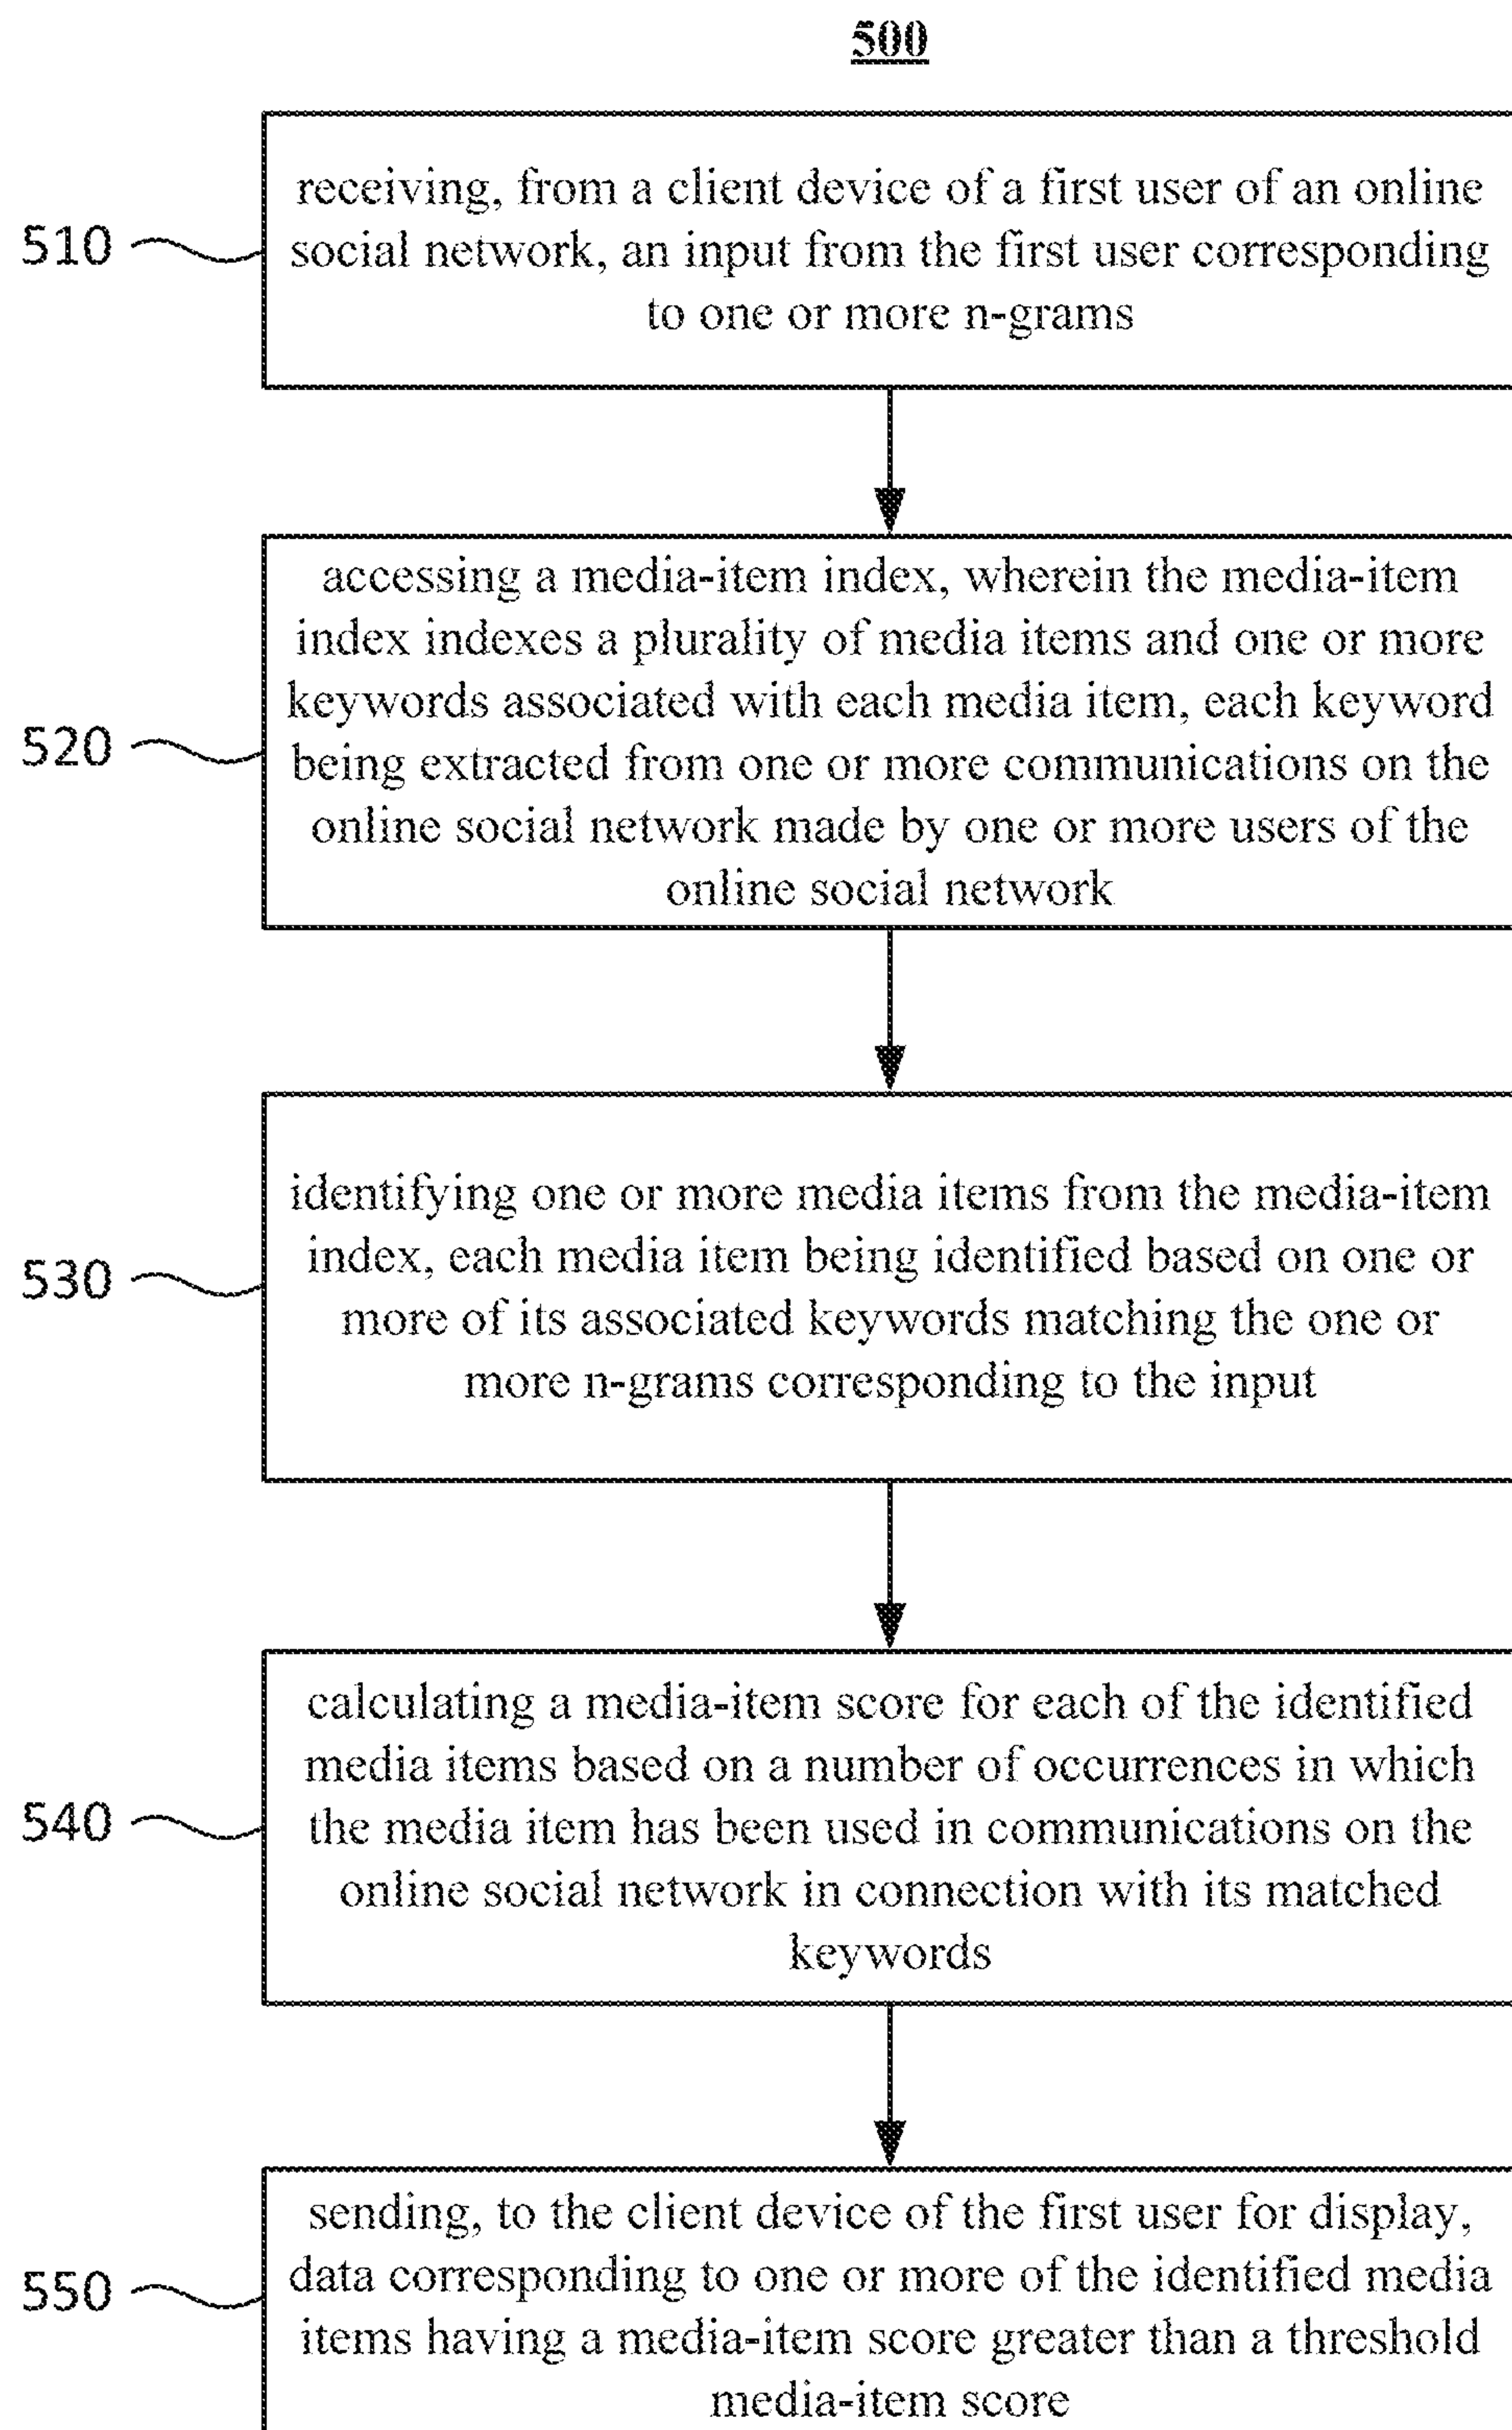 500
receiving, from a client device of a first user of an online
510
social network, an input from the first user corresponding
to one or more n-grams
accessing a media-item index, wherein the media-item
index indexes a plurality of media items and one or more
keywords associated with each media item, each keyword
520
being extracted from one or more communications on the
online social network made by one or more users of the
online social network
identifying one or more media items from the media-item
index, each media item being identified based on one or
530
more of its associated keywords matching the one or
more n-grams corresponding to the input
calculating a media-item score for each of the identified
media items based on a number of occurrences in which
540
the media item has been used in communications on the
online social network in connection with its matched
keywords
sending, to the client device of the first user for display,
550
data corresponding to one or more of the identified media
items having a media-item score greater than a threshold
media-item score